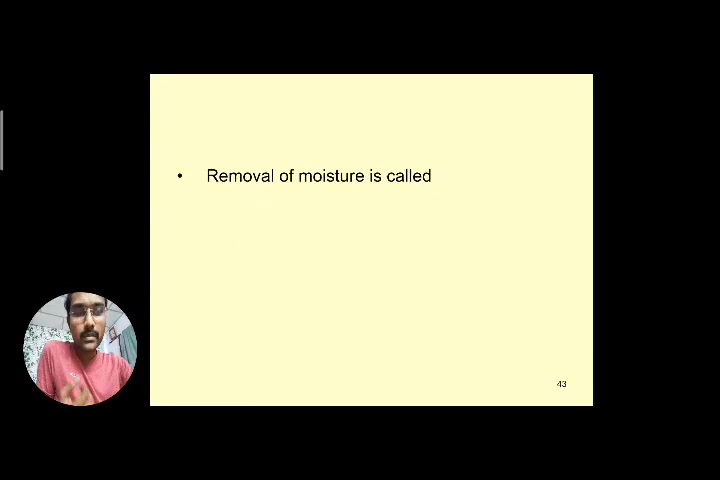 • Removal of moisture is called
43